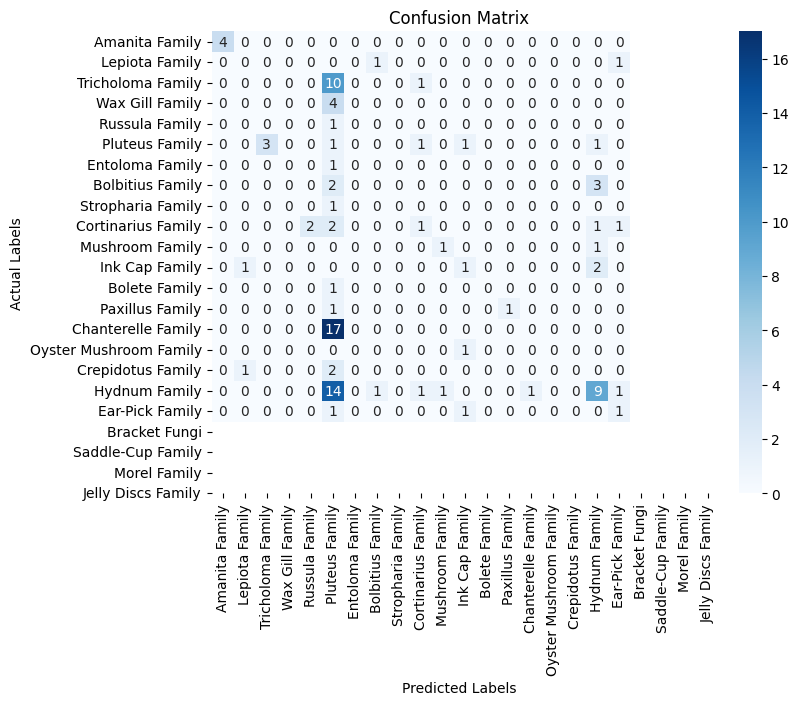 Confusion Matrix
Amanita Family 4 0 0 0 0 0 0 0 0 0 0 0 0 0 0 0 0 0 0
Lepiota Family 0 0 0 0 0 0 0 1 0 0 0 0 0 0 0 0 0 0 1
Tricholoma Family 0 0 0 0 0 10 0 0 0 1 0 0 0 0 0 0 0 0 0
Wax Gill Family 0 0 0 0 0 4 0 0 0 0 0 0 0 0 0 0 0 0 0
Russula Family 0 0 0 0 0 1 0 0 0 0 0 0 0 0 0 0 0 0 0
Pluteus Family 0 0 3 0 0 1 0 0 0 1 0 1 0 0 0 0 0 1 0
Entoloma Family 0 0 0 0 0 1 0 0 0 0 0 0 0 0 0 0 0 0 0
Bolbitius Family 0 0 0 0 0 2 0 0 0 0 0 0 0 0 0 0 0 3 0
Stropharia Family 0 0 0 0 0 1 0 0 0 0 0 0 0 0 0 0 0 0 0
Cortinarius Family 0 0 0 0 2 2 0 0 0 1 0 0 0 0 0 0 0 1 1
Mushroom Family 0 0 0 0 0 0 0 0 0 0 1 0 0 0 0 0 0 1 0
Ink Cap Family 0 1 0 0 0 0 0 0 0 0 0 1 0 0 0 0 0 2 0
Bolete Family 0 0 0 0 0 1 0 0 0 0 0 0 0 0 0 0 0 0 0
Paxillus Family 0 0 0 0 0 1 0 0 0 0 0 0 0 1 0 0 0 0 0
Chanterelle Family 0 0 0 0 0 17 0 0 0 0 0 0 0 0 0 0 0 0 0
Oyster Mushroom Family 0 0 0 0 0 0 0 0 0 0 0 1 0 0 0 0 0 0 0
Crepidotus Family 0 1 0 0 0 2 0 0 0 0 0 0 0 0 0 0 0 0 0
Hydnum Family 0 0 0 0 0 14 0 1 0 1 1 0 0 0 1 0 0 9 1
Ear-Pick Family 0 0 0 0 0 1 0 0 0 0 0 1 0 0 0 0 0 0 1
Bracket Fungi
Saddle-Cup Family
Morel Family
Jelly Discs Family
Actual Labels
Amanita Family
Lepiota Family
Tricholoma Family
Wax Gill Family
Russula Family
Pluteus Family
Entoloma Family
Bolbitius Family
Stropharia Family
Cortinarius Family
Mushroom Family
Ink Cap Family
Bolete Family
Paxillus Family
Chanterelle Family
Oyster Mushroom Family
Crepidotus Family
Hydnum Family
Ear-Pick Family
Bracket Fungi
Saddle-Cup Family
Morel Family
Jelly Discs Family
Predicted Labels
16
14
12
10
8
6
4
2
0